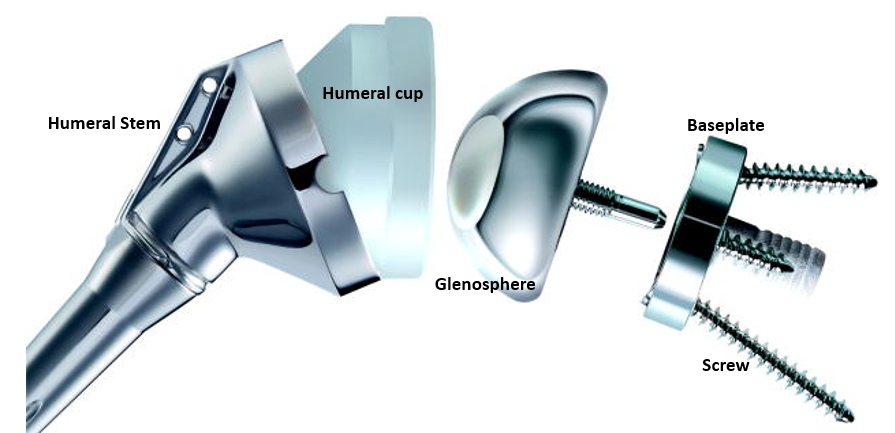 Humeral Stem
Humeral cup
Glenosphere
Baseplate
Screw